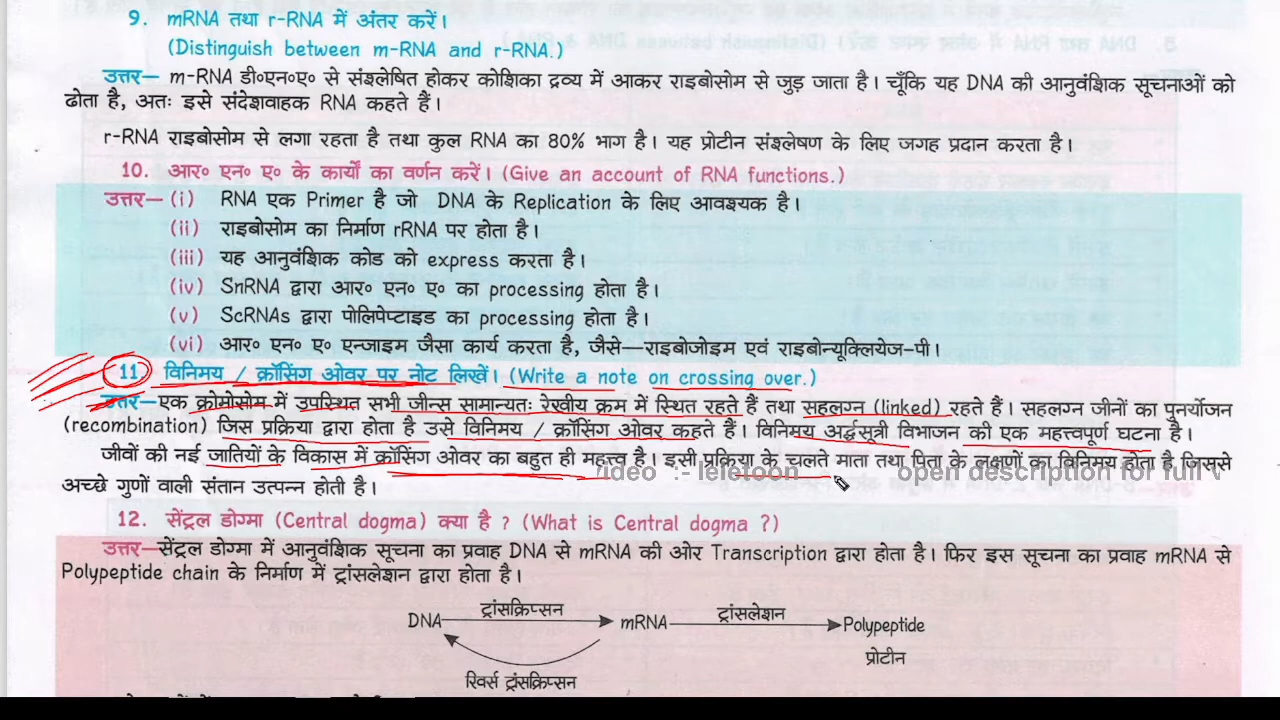 9. mRNA तथा r-RNA में अंतर करें।
(Distinguish between m-RNA and r-RNA.)
उत्तर— m-RNA डी०एन०ए० से संश्लेषित होकर कोशिका द्रव्य में आकर राइबोसोम से जुड़ जाता है। चूँकि यह DNA की आनुवंशिक सूचनाओं को
ढोता है, अतः इसे संदेशवाहक RNA कहते हैं।
r-RNA राइबोसोम से लगा रहता है तथा कुल RNA का 80% भाग है। यह प्रोटीन संश्लेषण के लिए जगह प्रदान करता है।
10. आर० एन० ए० के कार्यों का वर्णन करें। (Give an account of RNA functions.)
उत्तर— (i) RNA एक Primer है जो DNA के Replication के लिए आवश्यक है।
(ii) राइबोसोम का निर्माण rRNA पर होता है।
(iii) यह आनुवंशिक कोड को express करता है।
(iv) SnRNA द्वारा आर० एन० ए० का processing होता है।
(v) ScRNAs द्वारा पोलिपेप्टाइड का processing होता है।
(vi) आर० एन० ए० एन्जाइम जैसा कार्य करता है, जैसे—राइबोजोइम एवं राइबोन्यूक्लिएज-पी।
11. विनिमय / क्रॉसिंग ओवर पर नोट लिखें। (Write a note on crossing over.)
उत्तर—एक क्रोमोसोम में उपस्थित सभी जीन्स सामान्यतः रेखीय क्रम में स्थित रहते हैं तथा सहलग्न (linked) रहते हैं। सहलग्न जीनों का पुनर्योजन
(recombination) जिस प्रक्रिया द्वारा होता है उसे विनिमय / क्रॉसिंग ओवर कहते हैं। विनिमय अर्द्धसूत्री विभाजन की एक महत्त्वपूर्ण घटना है।
जीवों की नई जातियों के विकास में क्रॉसिंग ओवर का बहुत ही महत्त्व है। इसी प्रक्रिया के चलते माता तथा पिता के लक्षणों का विनिमय होता है, जिससे
video :- Teletoon open description for full v
अच्छे गुणों वाली संतान उत्पन्न होती है।
12. सेंट्रल डोग्मा (Central dogma) क्या है ? (What is Central dogma ?)
उत्तर—सेंट्रल डोग्मा में आनुवंशिक सूचना का प्रवाह DNA से mRNA की ओर Transcription द्वारा होता है। फिर इस सूचना का प्रवाह mRNA से
Polypeptide chain के निर्माण में ट्रांसलेशन द्वारा होता है।
DNA ट्रांसक्रिप्सन mRNA ट्रांसलेशन Polypeptide
प्रोटीन
रिवर्स ट्रांसक्रिप्सन